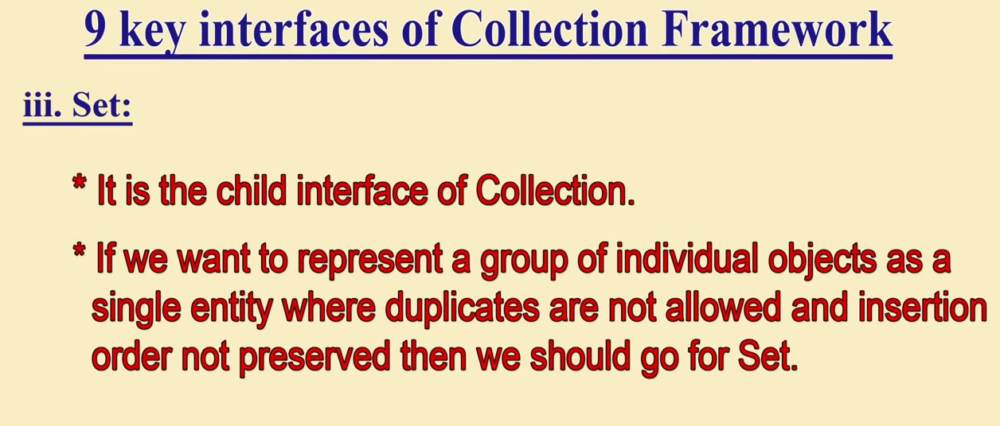 9 key interfaces of Collection Framework
iii. Set:
* It is the child interface of Collection.
* If we want to represent a group of individual objects as a
single entity where duplicates are not allowed and insertion
order not preserved then we should go for Set.